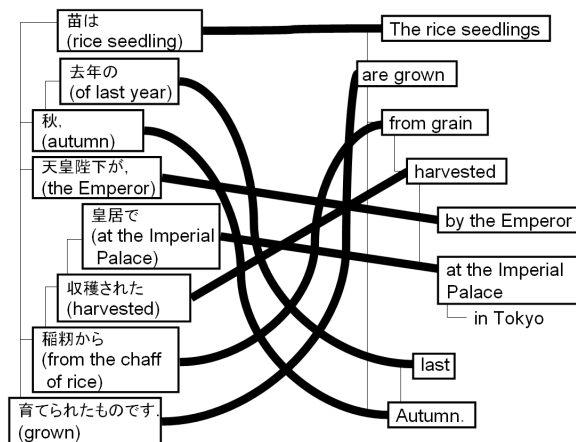 苗は
(rice seedling)
去年の
(of last year)
秋,
(autumn)
天皇陛下が,
(the Emperor)
皇居で
(at the Imperial
Palace)
収穫された
(harvested)
稲籾から
(from the chaff
of rice)
育てられたものです.
(grown)
The rice seedlings
are grown
from grain
harvested
by the Emperor
at the Imperial
Palace
in Tokyo
last
Autumn.